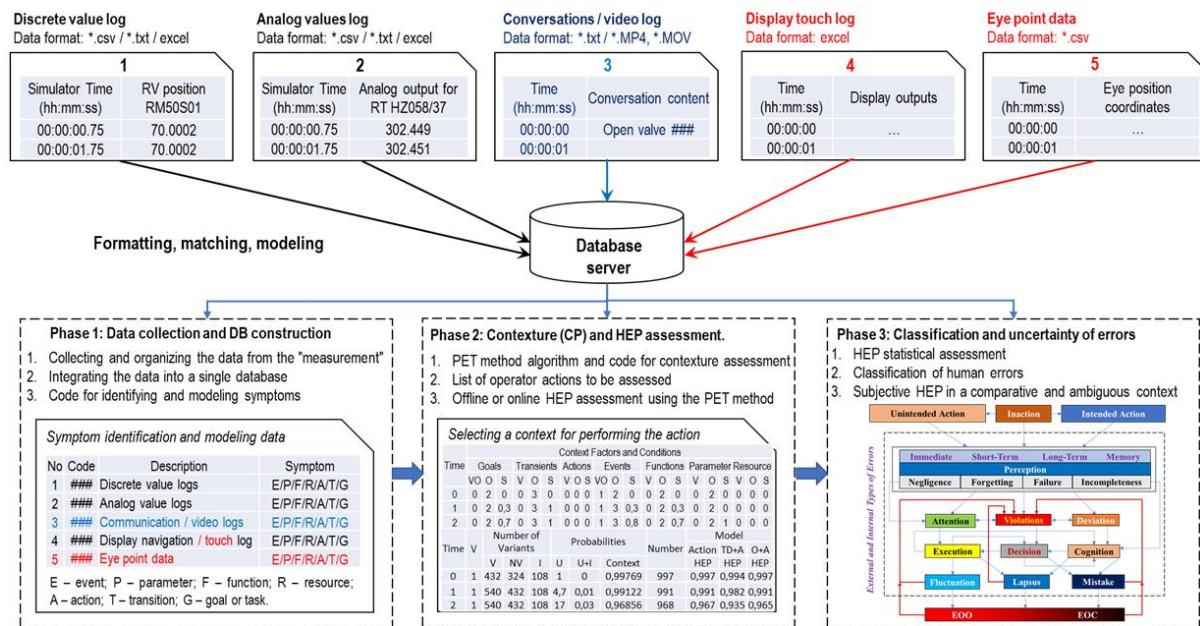 Discrete value log
Data format: *.csv / *.txt / excel
1
Simulator Time (hh:mm:ss) RV position RM50S01
00:00:00.75 70.0002
00:00:01.75 70.0002
Analog values log
Data format: *.csv / *.txt / excel
2
Simulator Time (hh:mm:ss) Analog output for RT HZ058/37
00:00:00.75 302.449
00:00:01.75 302.451
Conversations / video log
Data format: *.txt / *.MP4, *.MOV
3
Time (hh:mm:ss) Conversation content
00:00:00 Open valve ###
00:00:01
Display touch log
Data format: excel
4
Time (hh:mm:ss) Display outputs
00:00:00 ...
00:00:01
Eye point data
Data format: *.csv
5
Time (hh:mm:ss) Eye position coordinates
00:00:00 ...
00:00:01
Formatting, matching, modeling
Database
server
Phase 1: Data collection and DB construction
1. Collecting and organizing the data from the "measurement"
2. Integrating the data into a single database
3. Code for identifying and modeling symptoms
Symptom identification and modeling data
No Code Description Symptom
1 ### Discrete value logs E/P/F/R/A/T/G
2 ### Analog value logs E/P/F/R/A/T/G
3 ### Communication / video logs E/P/F/R/A/T/G
4 ### Display navigation / touch log E/P/F/R/A/T/G
5 ### Eye point data E/P/F/R/A/T/G
E – event; P – parameter; F – function; R – resource;
A – action; T – transition; G – goal or task.
Phase 2: Contexture (CP) and HEP assessment.
1. PET method algorithm and code for contexture assessment
2. List of operator actions to be assessed
3. Offline or online HEP assessment using the PET method
Selecting a context for performing the action
Context Factors and Conditions
Time Goals Transients Actions Events Functions Parameter Resource
VO O S V O S V O S VO O S V O S V O S V O S
0 0 2 0 0 3 0 0 0 0 1 2 0 0 2 0 0 2 0 0 0 0
1 0 2 0,3 0 3 1 0 0 0 1 3 0,3 0 2 0,3 0 2 0 0 0 0
2 0 2 0,7 0 3 1 0 0 0 1 3 0,8 0 2 0,7 0 2 1 0 0 0
Time V Number of Variants Probabilities Number Model
V NV I U U+I Context Action HEP TD+A HEP O+A HEP
0 1 432 324 108 1 0 0,99769 997 0,997 0,994 0,997
1 1 540 432 108 4,7 0,01 0,99122 991 0,991 0,982 0,991
2 1 540 432 108 17 0,03 0,96856 968 0,967 0,935 0,965
Phase 3: Classification and uncertainty of errors
1. HEP statistical assessment
2. Classification of human errors
3. Subjective HEP in a comparative and ambiguous context
Unintended Action Inaction Intended Action
External and Internal Types of Errors
Immediate Short-Term Long-Term Memory
Perception
Negligence Forgetting Failure Incompleteness
Attention Violations Deviation
Execution Decision Cognition
Fluctuation Lapsus Mistake
EOO EOC